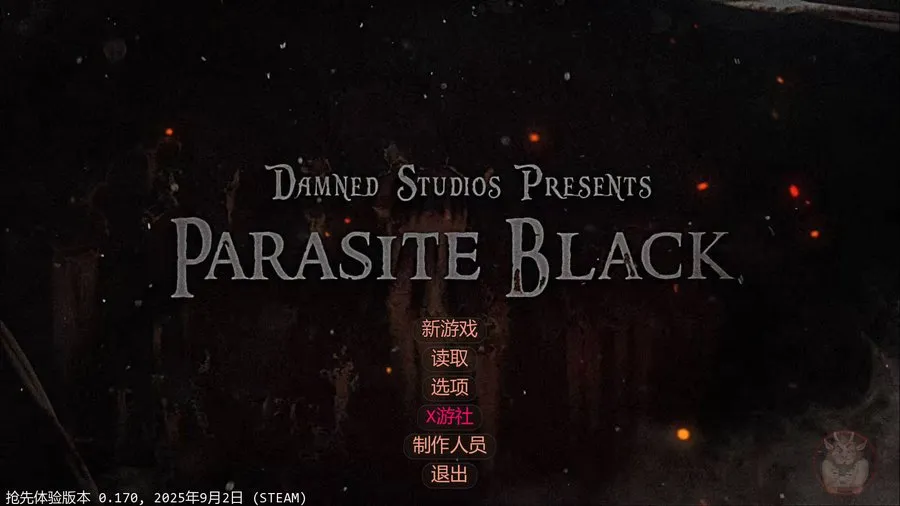 Damned Studios Presents
Parasite Black
新游戏
读取
选项
X游社
制作人员
退出
抢先体验版本 0.170, 2025年9月2日 (STEAM)